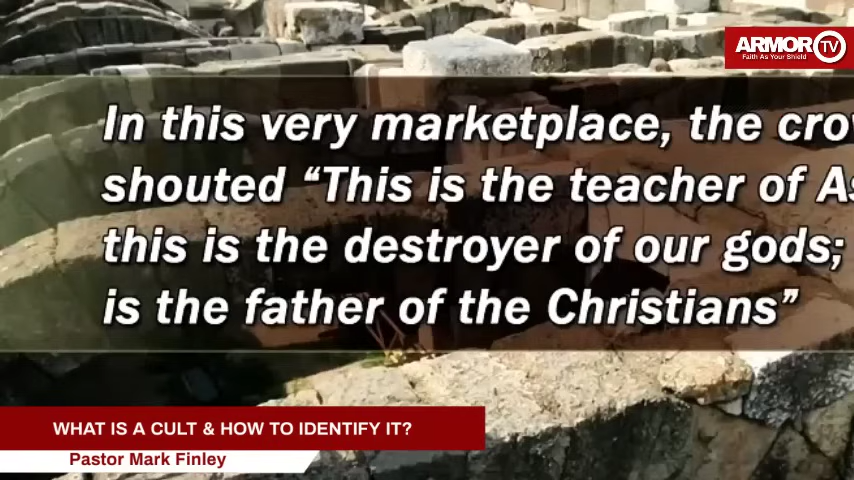 ARMOR TV
Faith As Your Shield
In this very marketplace, the
shouted “This is the teacher of
this is the destroyer of our gods;
is the father of the Christians”
WHAT IS A CULT & HOW TO IDENTIFY IT?
Pastor Mark Finley